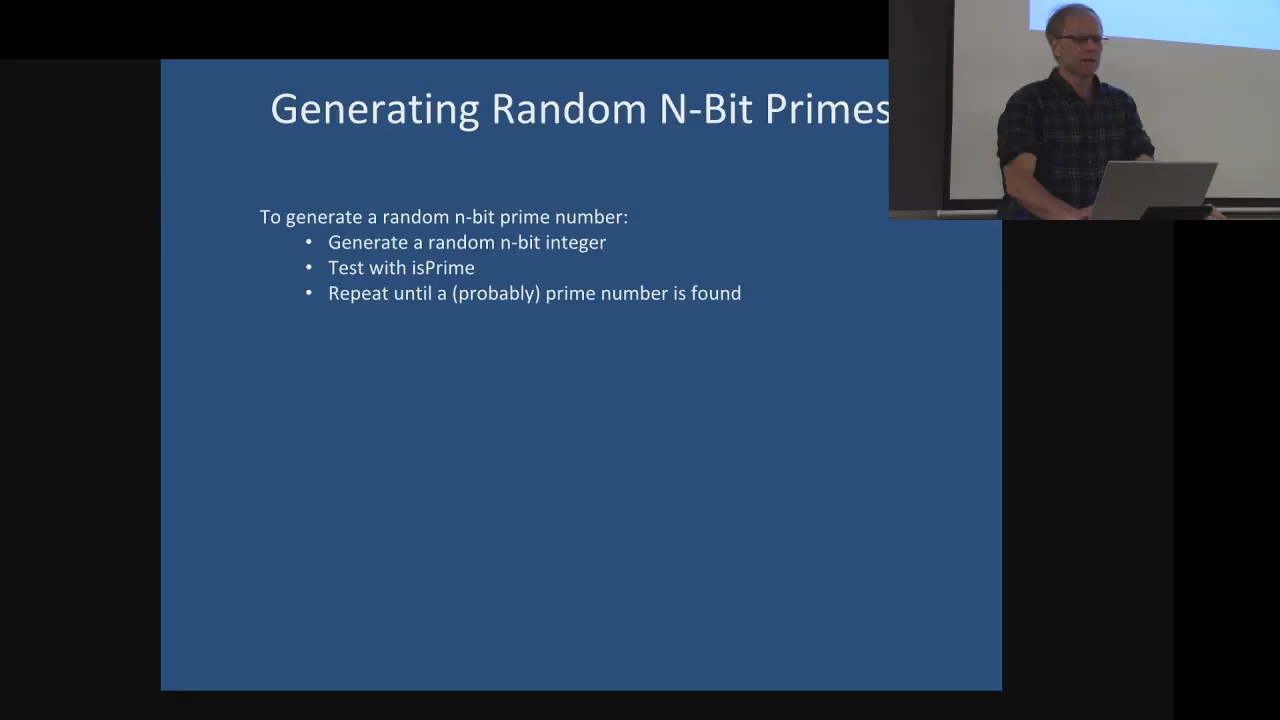 Generating Random N-Bit Primes
To generate a random n-bit prime number:
• Generate a random n-bit integer
• Test with isPrime
• Repeat until a (probably) prime number is found